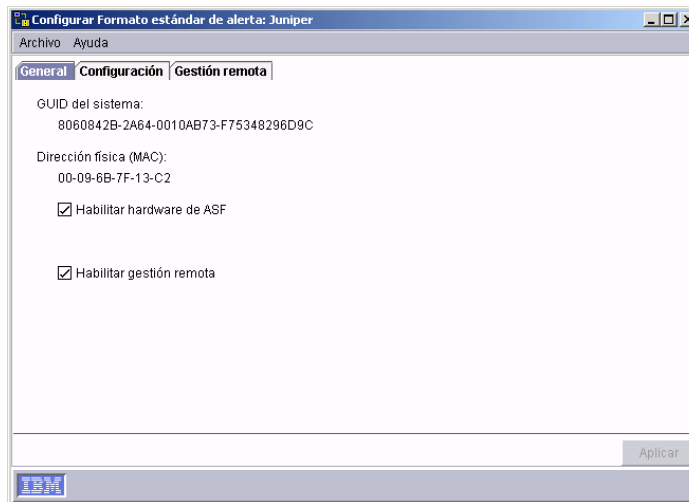 Configurar Formato estándar de alerta: Juniper
Archivo Ayuda
General Configuración Gestión remota
GUID del sistema:
8060842B-2A64-0010AB73-F75348296D9C
Dirección física (MAC):
00-09-6B-7F-13-C2
Habilitar hardware de ASF
Habilitar gestión remota
Aplicar
IBM